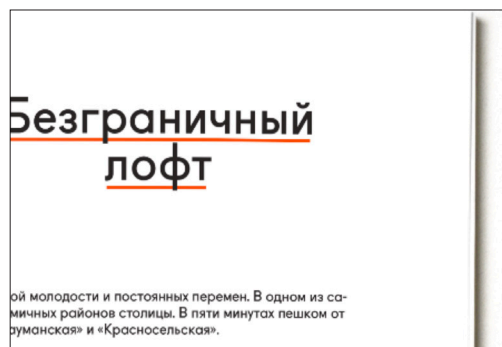 Безграничный
лофт
ой молодости и постоянных перемен. В одном из са-
мичных районов столицы. В пяти минутах пешком от
ауманская» и «Красносельская».